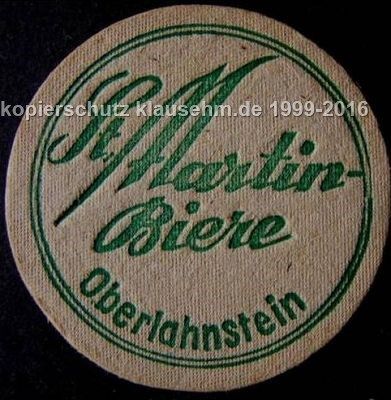 kopierschutz klausehm.de 1999-2016
St. Martin-
Biere
Oberlahnstein